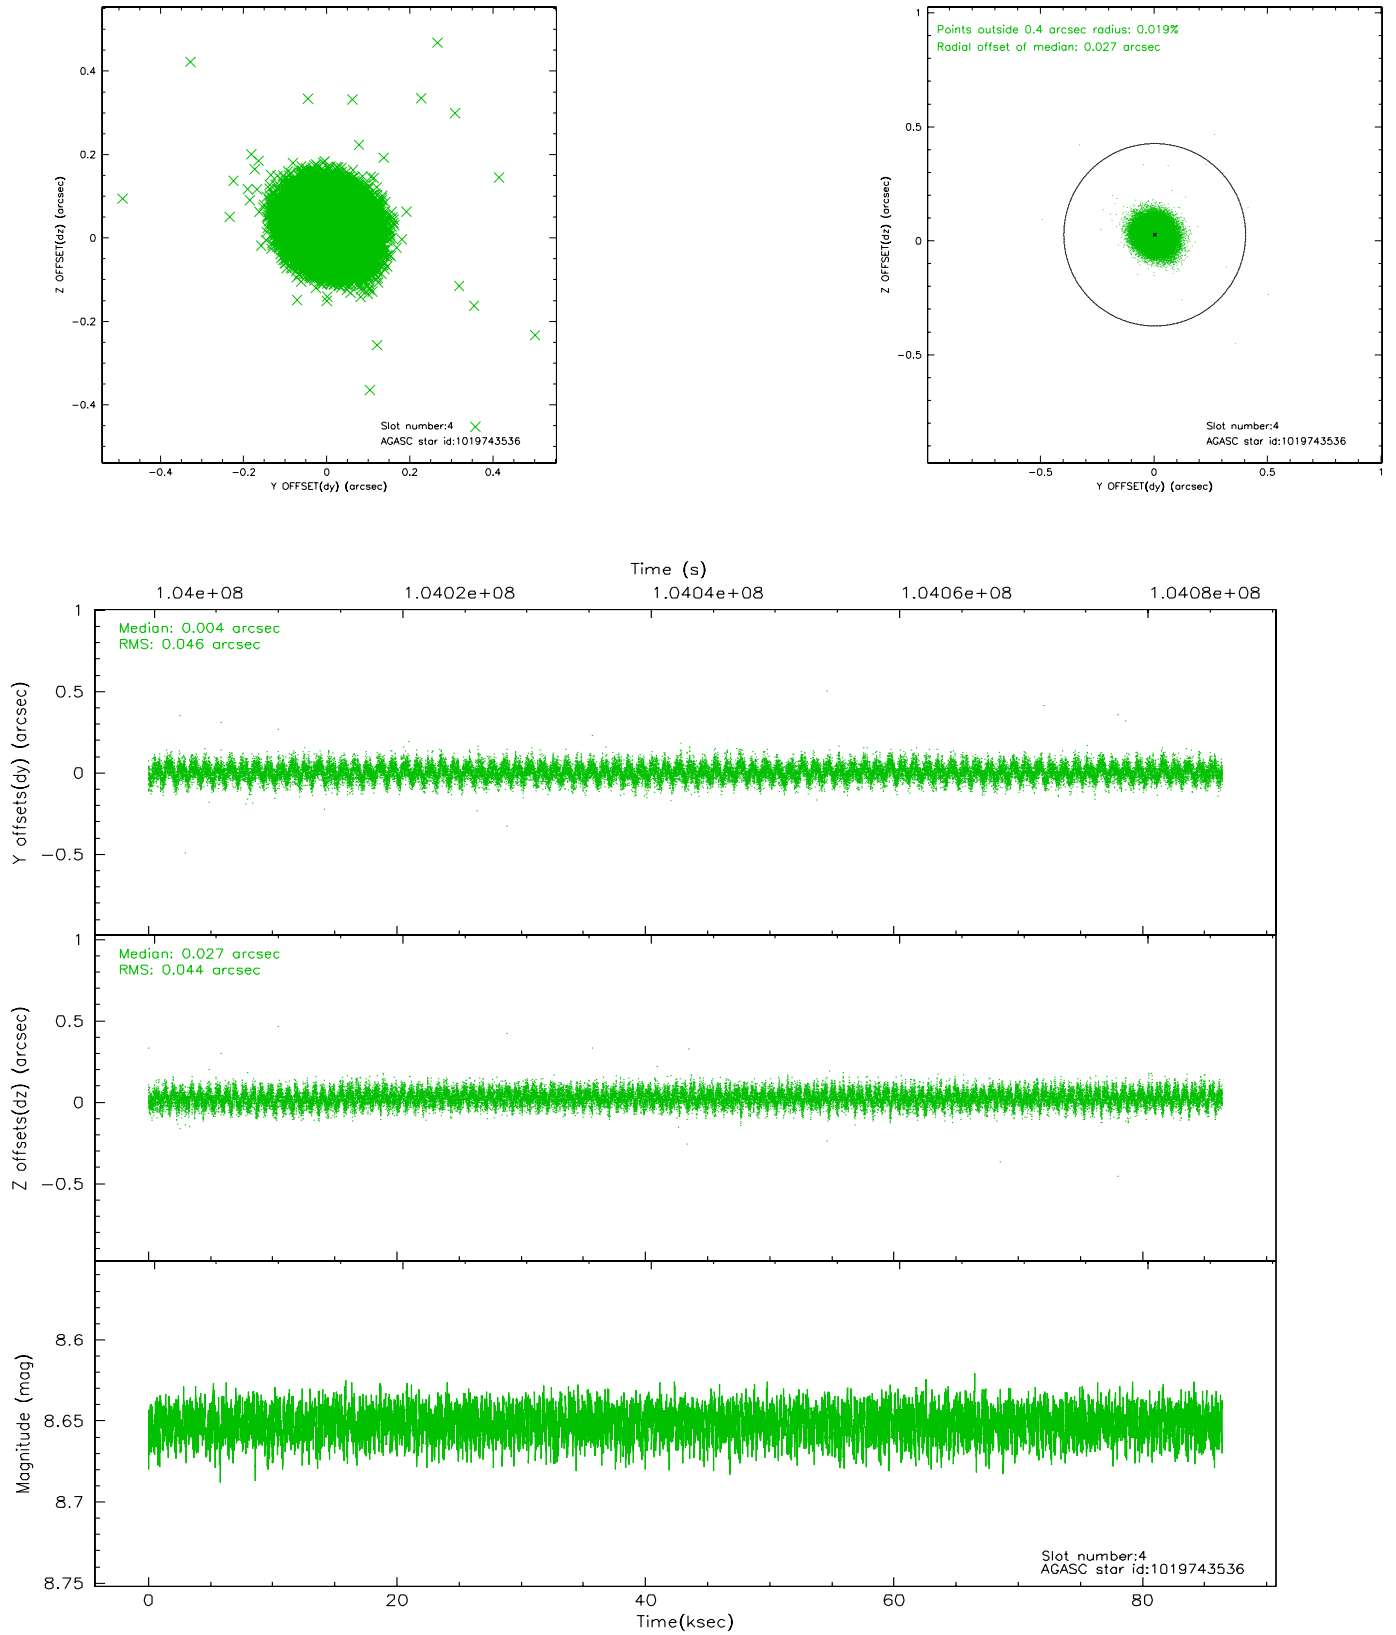 0.4
0.2
0
−0.2
−0.4
Z OFFSET(dz) (arcsec)
Slot number:4
AGASC star id:1019743536
−0.4 −0.2 0 0.2 0.4
Y OFFSET(dy) (arcsec)
Points outside 0.4 arcsec radius: 0.019%
Radial offset of median: 0.027 arcsec
1
0.5
0
−0.5
Z OFFSET(dz) (arcsec)
Slot number:4
AGASC star id:1019743536
−0.5 0 0.5 1
Y OFFSET(dy) (arcsec)
Time (s)
1.04e+08 1.0402e+08 1.0404e+08 1.0406e+08 1.0408e+08
Median: 0.004 arcsec
RMS: 0.046 arcsec
1
0.5
0
−0.5
Y offsets(dy) (arcsec)
Median: 0.027 arcsec
RMS: 0.044 arcsec
1
0.5
0
−0.5
Z offsets(dz) (arcsec)
8.6
8.65
8.7
8.75
Magnitude (mag)
Slot number:4
AGASC star id:1019743536
0 20 40 60 80
Time(ksec)